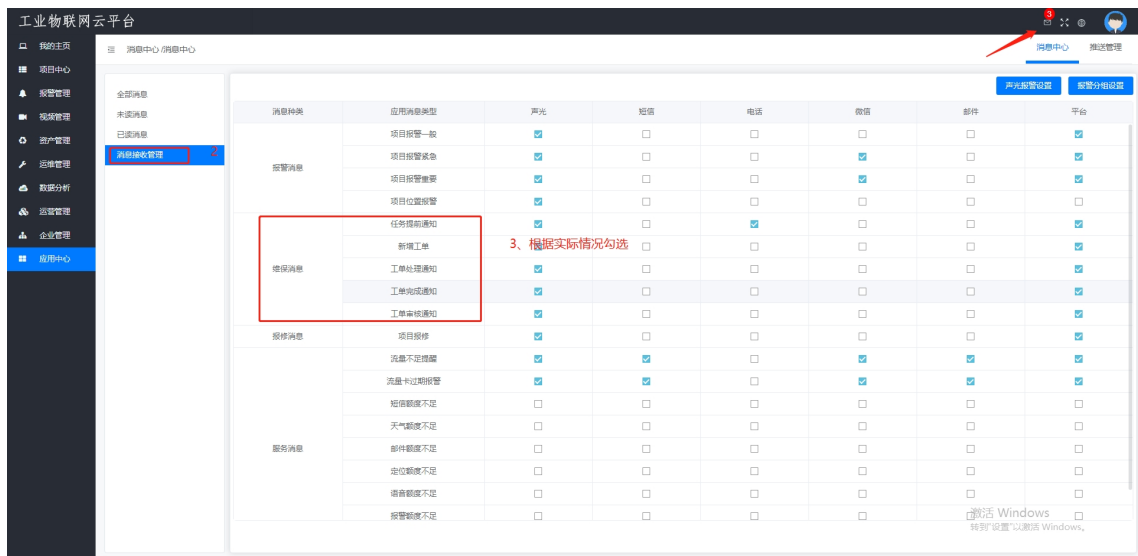 工业物联网云平台
3
我的主页
消息中心 /消息中心
消息中心 推送管理
项目中心
报警管理
视频管理
资产管理
运维管理
数据分析
运营管理
企业管理
应用中心
全部消息
未读消息
已读消息
消息接收管理 2
声光报警设置 报警分组设置
消息种类 应用消息类型 声光 短信 电话 微信 邮件 平台
报警消息
项目报警一般
项目报警紧急
项目报警重要
项目位置报警
维保消息
任务提前通知
新增工单
3、根据实际情况勾选
工单处理通知
工单完成通知
工单审核通知
报修消息 项目报修
服务消息
流量不足提醒
流量卡过期报警
短信额度不足
天气额度不足
邮件额度不足
定位额度不足
语音额度不足
报警额度不足
激活 Windows
转到"设置"以激活 Windows。